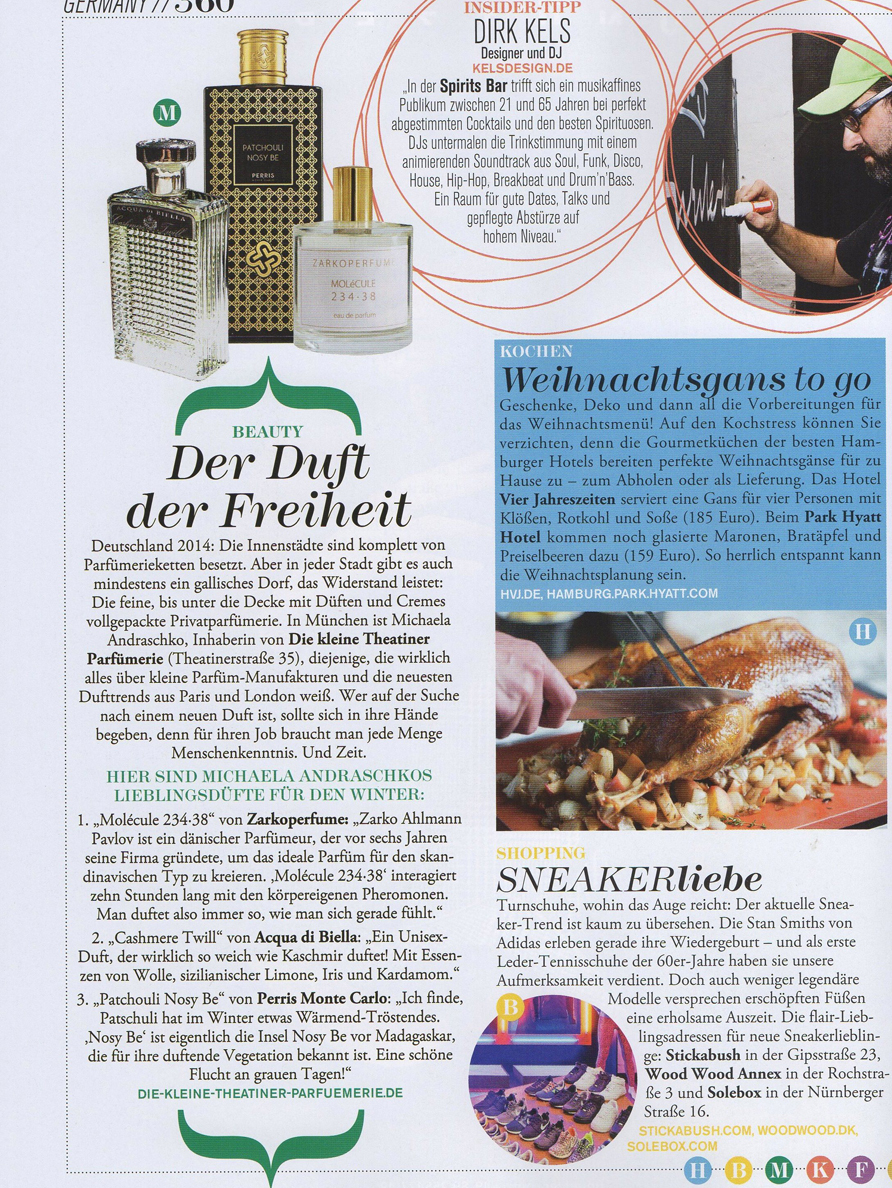 GERMANY // 360
INSIDER-TIPP
DIRK KELS
Designer und DJ
KELSDESIGN.DE
„In der Spirits Bar trifft sich ein musikaffines
Publikum zwischen 21 und 65 Jahren bei perfekt
abgestimmten Cocktails und den besten Spirituosen.
DJs untermalen die Trinkstimmung mit einem
animierenden Soundtrack aus Soul, Funk, Disco,
House, Hip-Hop, Breakbeat und Drum’n’Bass.
Ein Raum für gute Dates, Talks und
gepflegte Abstürze auf
hohem Niveau.“
M
PATCHOULI
NOSY BE
PERRIS
ACQUA DI BIELLA
ZARKOPERFUME
MOLéCULE
234·38
eau de parfum
BEAUTY
Der Duft
der Freiheit
Deutschland 2014: Die Innenstädte sind komplett von
Parfümerieketten besetzt. Aber in jeder Stadt gibt es auch
mindestens ein gallisches Dorf, das Widerstand leistet:
Die feine, bis unter die Decke mit Düften und Cremes
vollgepackte Privatparfümerie. In München ist Michaela
Andraschko, Inhaberin von Die kleine Theatiner
Parfümerie (Theatinerstraße 35), diejenige, die wirklich
alles über kleine Parfüm-Manufakturen und die neuesten
Dufttrends aus Paris und London weiß. Wer auf der Suche
nach einem neuen Duft ist, sollte sich in ihre Hände
begeben, denn für ihren Job braucht man jede Menge
Menschenkenntnis. Und Zeit.
HIER SIND MICHAELA ANDRASCHKOS
LIEBLINGSDÜFTE FÜR DEN WINTER:
1. „Molécule 234·38“ von Zarkoperfume: „Zarko Ahlmann
Pavlov ist ein dänischer Parfümeur, der vor sechs Jahren
seine Firma gründete, um das ideale Parfüm für den skan-
dinavischen Typ zu kreieren. ‚Molécule 234·38‘ interagiert
zehn Stunden lang mit den körpereigenen Pheromonen.
Man duftet also immer so, wie man sich gerade fühlt.“
2. „Cashmere Twill“ von Acqua di Biella: „Ein Unisex-
Duft, der wirklich so weich wie Kaschmir duftet! Mit Essen-
zen von Wolle, sizilianischer Limone, Iris und Kardamom.“
3. „Patchouli Nosy Be“ von Perris Monte Carlo: „Ich finde,
Patschuli hat im Winter etwas Wärmend-Tröstendes.
‚Nosy Be‘ ist eigentlich die Insel Nosy Be vor Madagaskar,
die für ihre duftende Vegetation bekannt ist. Eine schöne
Flucht an grauen Tagen!“
DIE-KLEINE-THEATINER-PARFUEMERIE.DE
KOCHEN
Weihnachtsgans to go
Geschenke, Deko und dann all die Vorbereitungen für
das Weihnachtsmenü! Auf den Kochstress können Sie
verzichten, denn die Gourmetküchen der besten Ham-
burger Hotels bereiten perfekte Weihnachtsgänse für zu
Hause zu – zum Abholen oder als Lieferung. Das Hotel
Vier Jahreszeiten serviert eine Gans für vier Personen mit
Klößen, Rotkohl und Soße (185 Euro). Beim Park Hyatt
Hotel kommen noch glasierte Maronen, Bratäpfel und
Preiselbeeren dazu (159 Euro). So herrlich entspannt kann
die Weihnachtsplanung sein.
HVJ.DE, HAMBURG.PARK.HYATT.COM
H
SHOPPING
SNEAKERliebe
Turnschuhe, wohin das Auge reicht: Der aktuelle Snea-
ker-Trend ist kaum zu übersehen. Die Stan Smiths von
Adidas erleben gerade ihre Wiedergeburt – und als erste
Leder-Tennisschuhe der 60er-Jahre haben sie unsere
Aufmerksamkeit verdient. Doch auch weniger legendäre
Modelle versprechen erschöpften Füßen
eine erholsame Auszeit. Die flair-Lieb-
lingsadressen für neue Sneakerlieblin-
ge: Stickabush in der Gipsstraße 23,
Wood Wood Annex in der Rochstra-
ße 3 und Solebox in der Nürnberger
Straße 16.
STICKABUSH.COM, WOODWOOD.DK,
SOLEBOX.COM
B
H B M K F